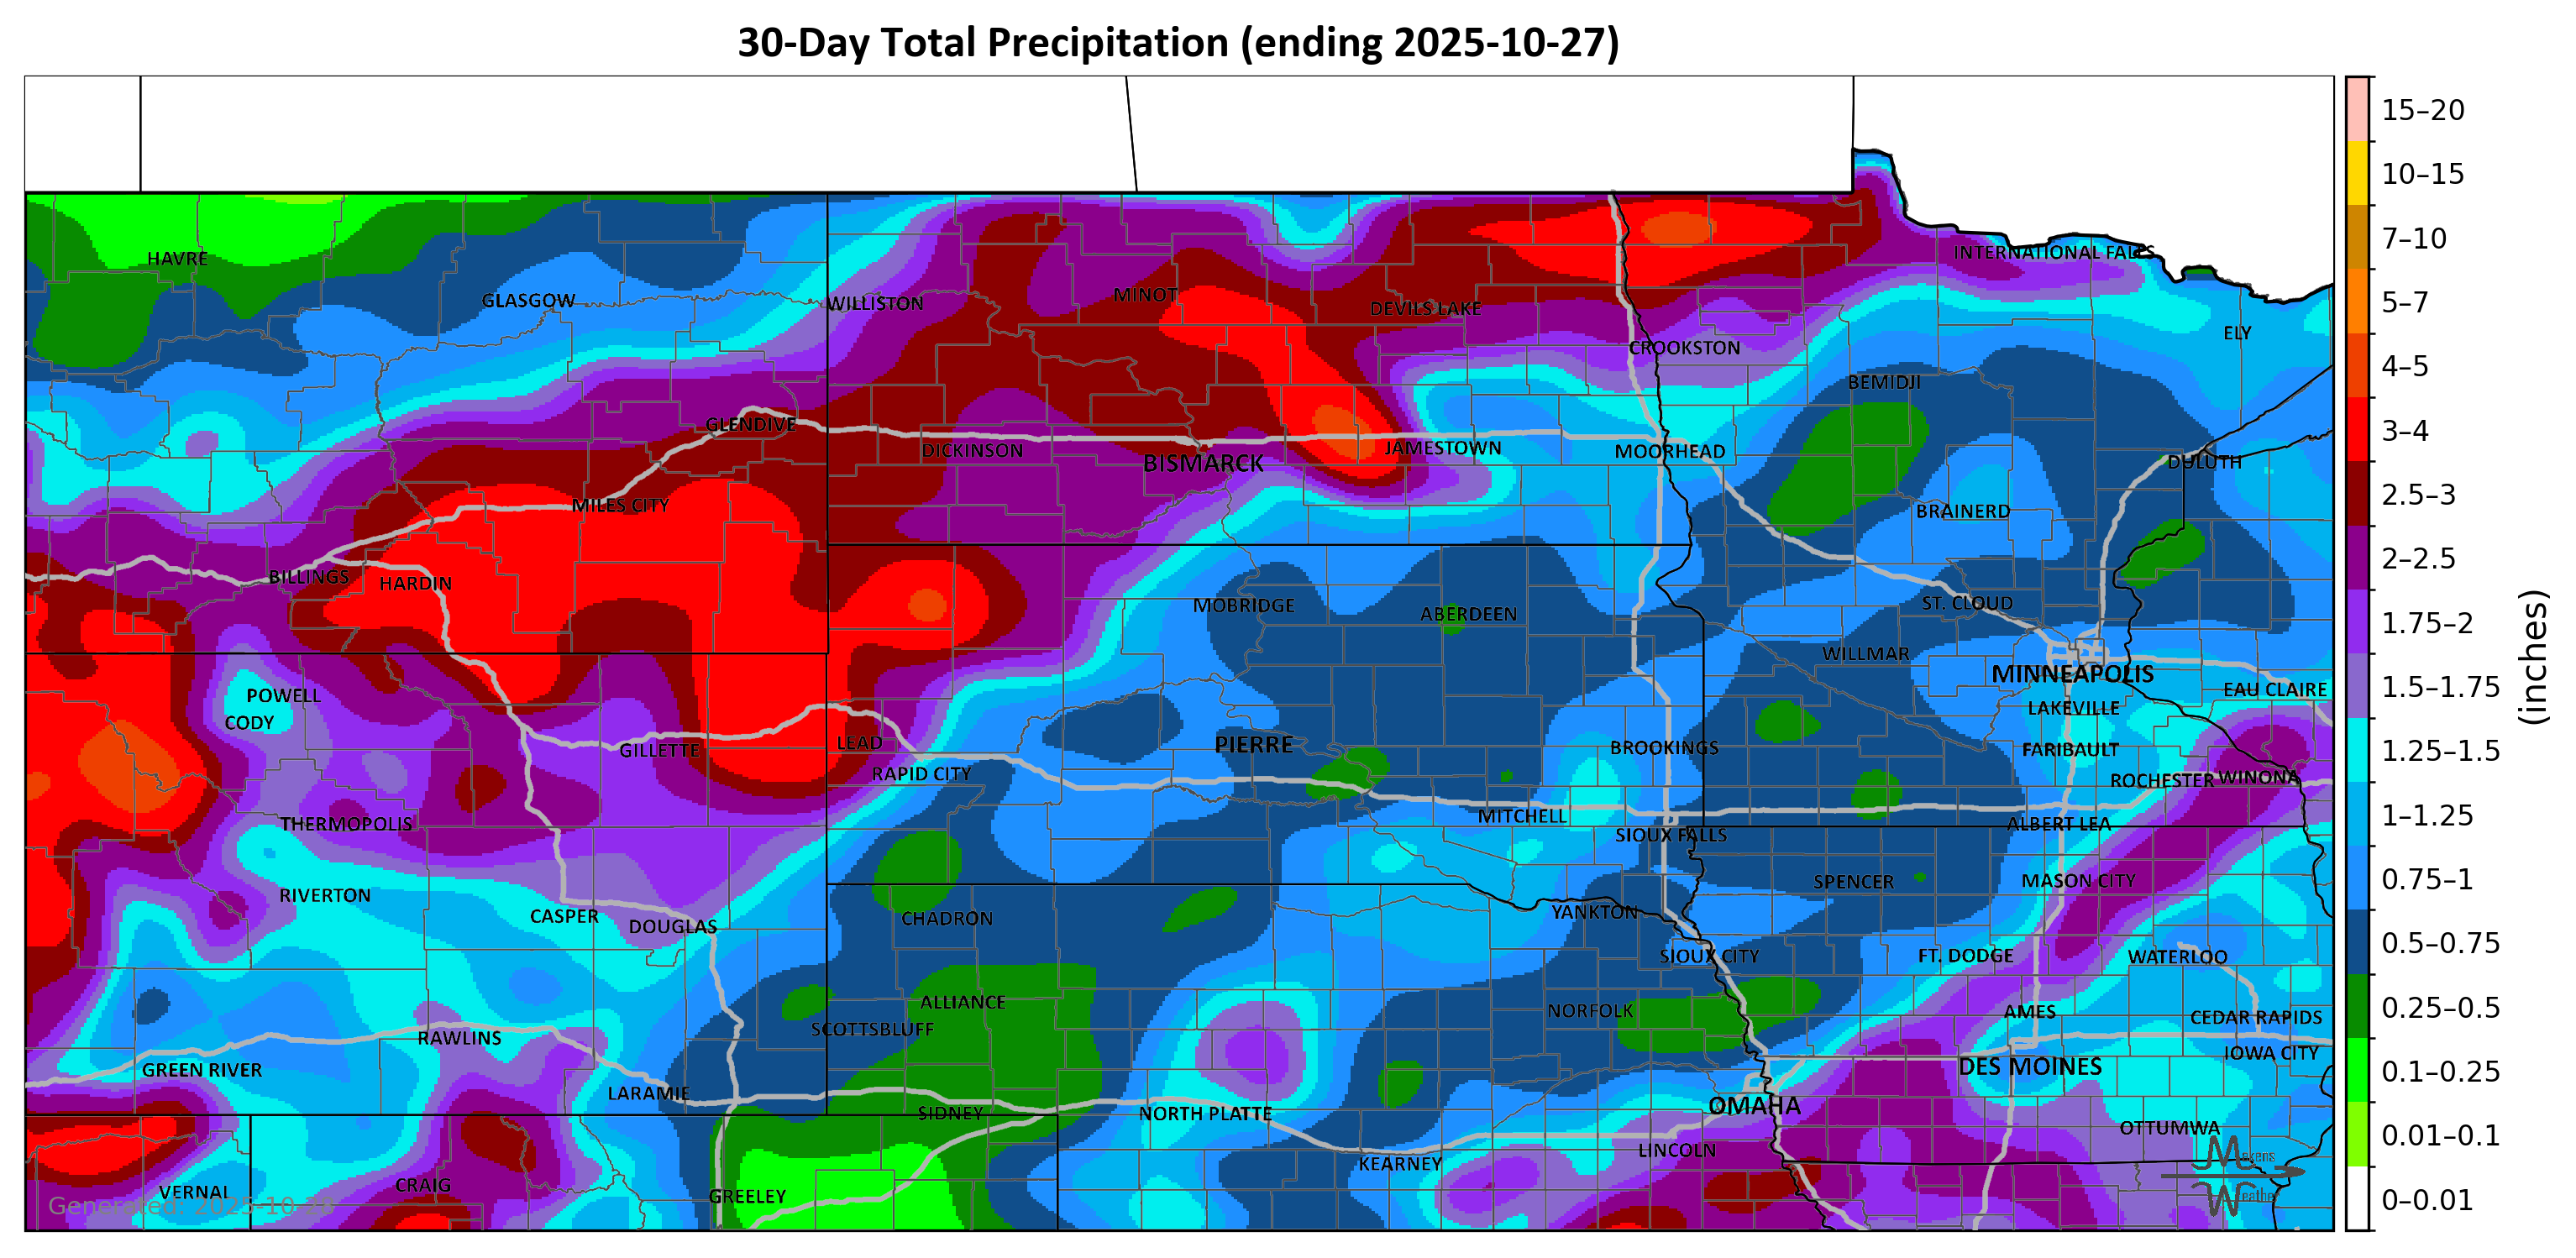 30-Day Total Precipitation (ending 2025-10-27)
15–20
10–15
7–10
5–7
4–5
3–4
2.5–3
2–2.5
1.75–2
1.5–1.75
1.25–1.5
1–1.25
0.75–1
0.5–0.75
0.25–0.5
0.1–0.25
0.01–0.1
0–0.01
(inches)
HAVRE
INTERNATIONAL FALLS
GLASGOW
WILLISTON
MINOT
DEVILS LAKE
ELY
CROOKSTON
BEMIDJI
GLENDIVE
DICKINSON
BISMARCK
JAMESTOWN
MOORHEAD
DULUTH
MILES CITY
BRAINERD
BILLINGS
HARDIN
MOBRIDGE
ABERDEEN
ST. CLOUD
WILLMAR
MINNEAPOLIS
POWELL
EAU CLAIRE
CODY
LAKEVILLE
GILLETTE
LEAD
PIERRE
BROOKINGS
FARIBAULT
RAPID CITY
ROCHESTER
WINONA
THERMOPOLIS
MITCHELL
SIOUX FALLS
ALBERT LEA
RIVERTON
SPENCER
MASON CITY
CASPER
DOUGLAS
CHADRON
YANKTON
SIOUX CITY
FT. DODGE
WATERLOO
ALLIANCE
NORFOLK
AMES
CEDAR RAPIDS
SCOTTSBLUFF
RAWLINS
IOWA CITY
GREEN RIVER
DES MOINES
LARAMIE
SIDNEY
NORTH PLATTE
OMAHA
OTTUMWA
LINCOLN
KEARNEY
VERNAL
CRAIG
GREELEY
Makens
Weather
Generated: 2025-10-28